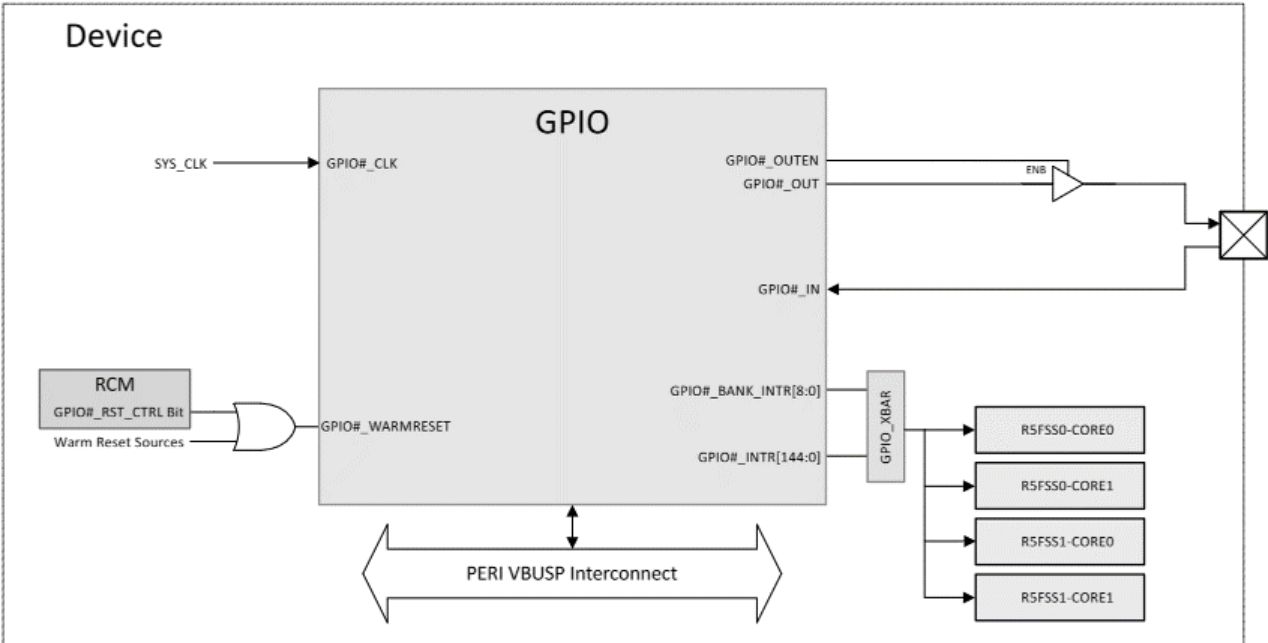 Device
GPIO
SYS_CLK
GPIO#_CLK
GPIO#_OUTEN
GPIO#_OUT
ENB
GPIO#_IN
RCM
GPIO#_RST_CTRL Bit
Warm Reset Sources
GPIO#_WARMRESET
GPIO#_BANK_INTR[8:0]
GPIO#_INTR[144:0]
GPIO_XBAR
R5FSS0-CORE0
R5FSS0-CORE1
R5FSS1-CORE0
R5FSS1-CORE1
PERI VBUSP Interconnect